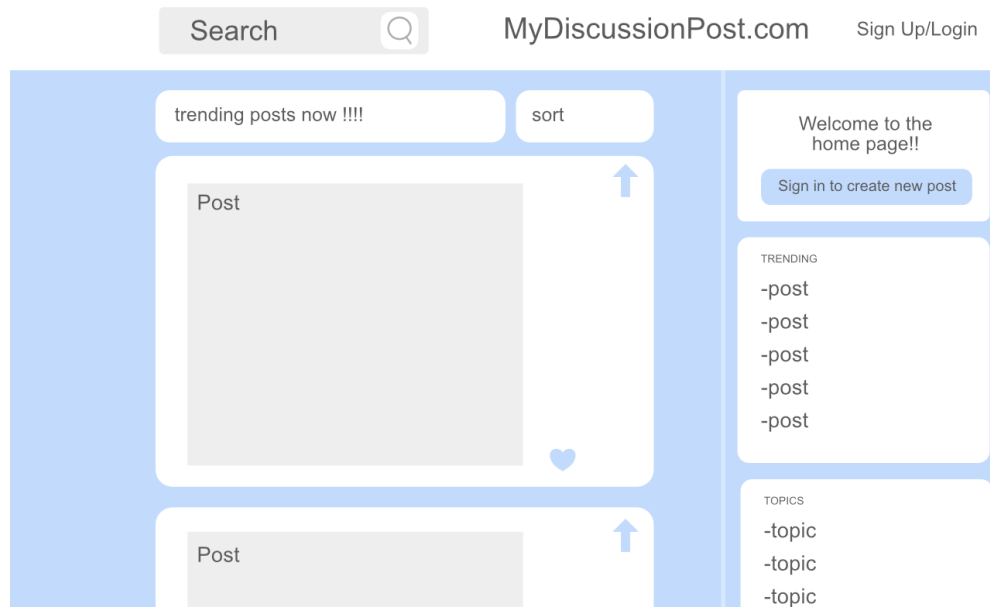 Search
MyDiscussionPost.com
Sign Up/Login
trending posts now !!!!
sort
Post
Post
Welcome to the
home page!!
Sign in to create new post
TRENDING
-post
-post
-post
-post
-post
TOPICS
-topic
-topic
-topic